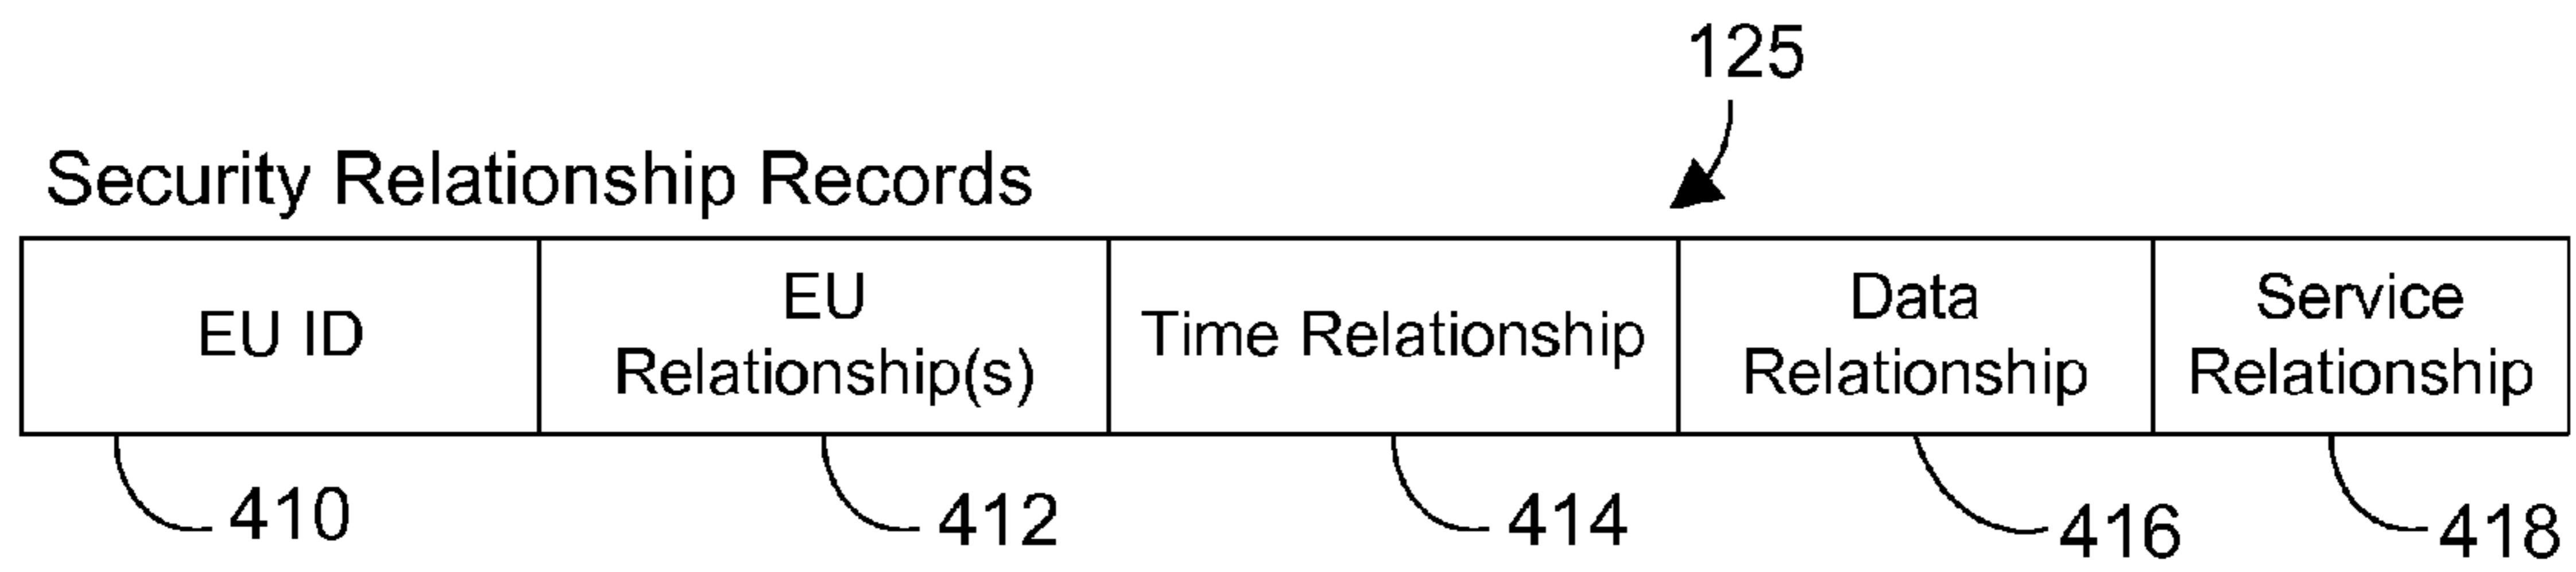 125
Security Relationship Records
EU ID
EU
Relationship(s)
Time Relationship
Data
Relationship
Service
Relationship
410
412
414
416
418